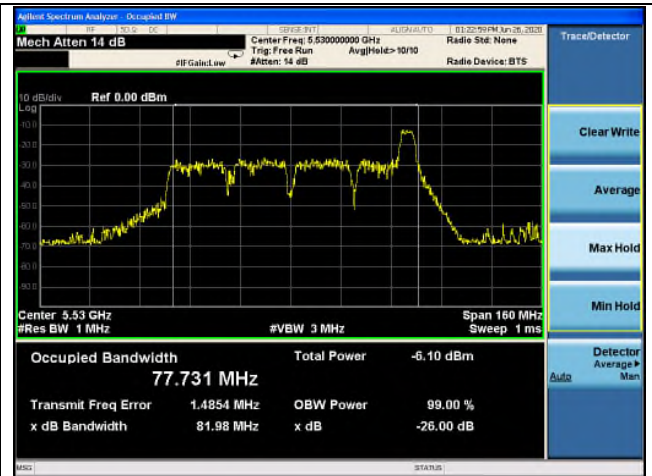 Agilent Spectrum Analyzer - Occupied BW
RF 50 Ω DC SENSE:INT ALIGN AUTO 01:22:59 PM Jun 26, 2020
Mech Atten 14 dB
Center Freq: 5.530000000 GHz
Radio Std: None
Trig: Free Run Avg|Hold:>10/10
#IFGain:Low #Atten: 14 dB Radio Device: BTS
Trace/Detector
10 dB/div Ref 0.00 dBm
Log
-10.0
-20.0
-30.0
-40.0
-50.0
-60.0
-70.0
-80.0
-90.0
Clear Write
Average
Max Hold
Min Hold
Center 5.53 GHz Span 160 MHz
#Res BW 1 MHz #VBW 3 MHz Sweep 1 ms
Detector
Average▶
Auto Man
Occupied Bandwidth Total Power -6.10 dBm
77.731 MHz
Transmit Freq Error 1.4854 MHz OBW Power 99.00 %
x dB Bandwidth 81.98 MHz x dB -26.00 dB
MSG STATUS